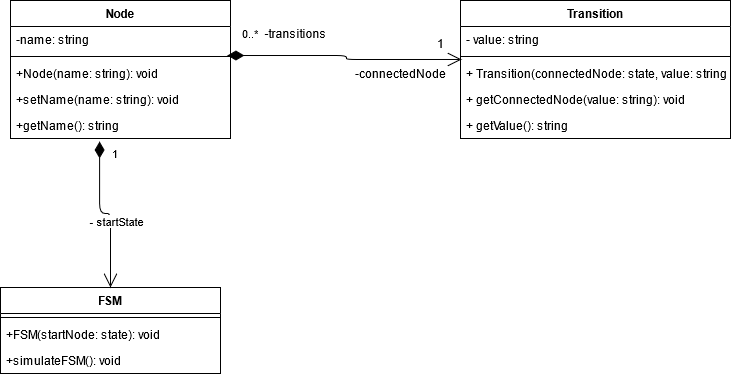 Node
-name: string
+Node(name: string): void
+setName(name: string): void
+getName(): string
0..* -transitions
1
-connectedNode
Transition
- value: string
+ Transition(connectedNode: state, value: string
+ getConnectedNode(value: string): void
+ getValue(): string
1
- startState
FSM
+FSM(startNode: state): void
+simulateFSM(): void